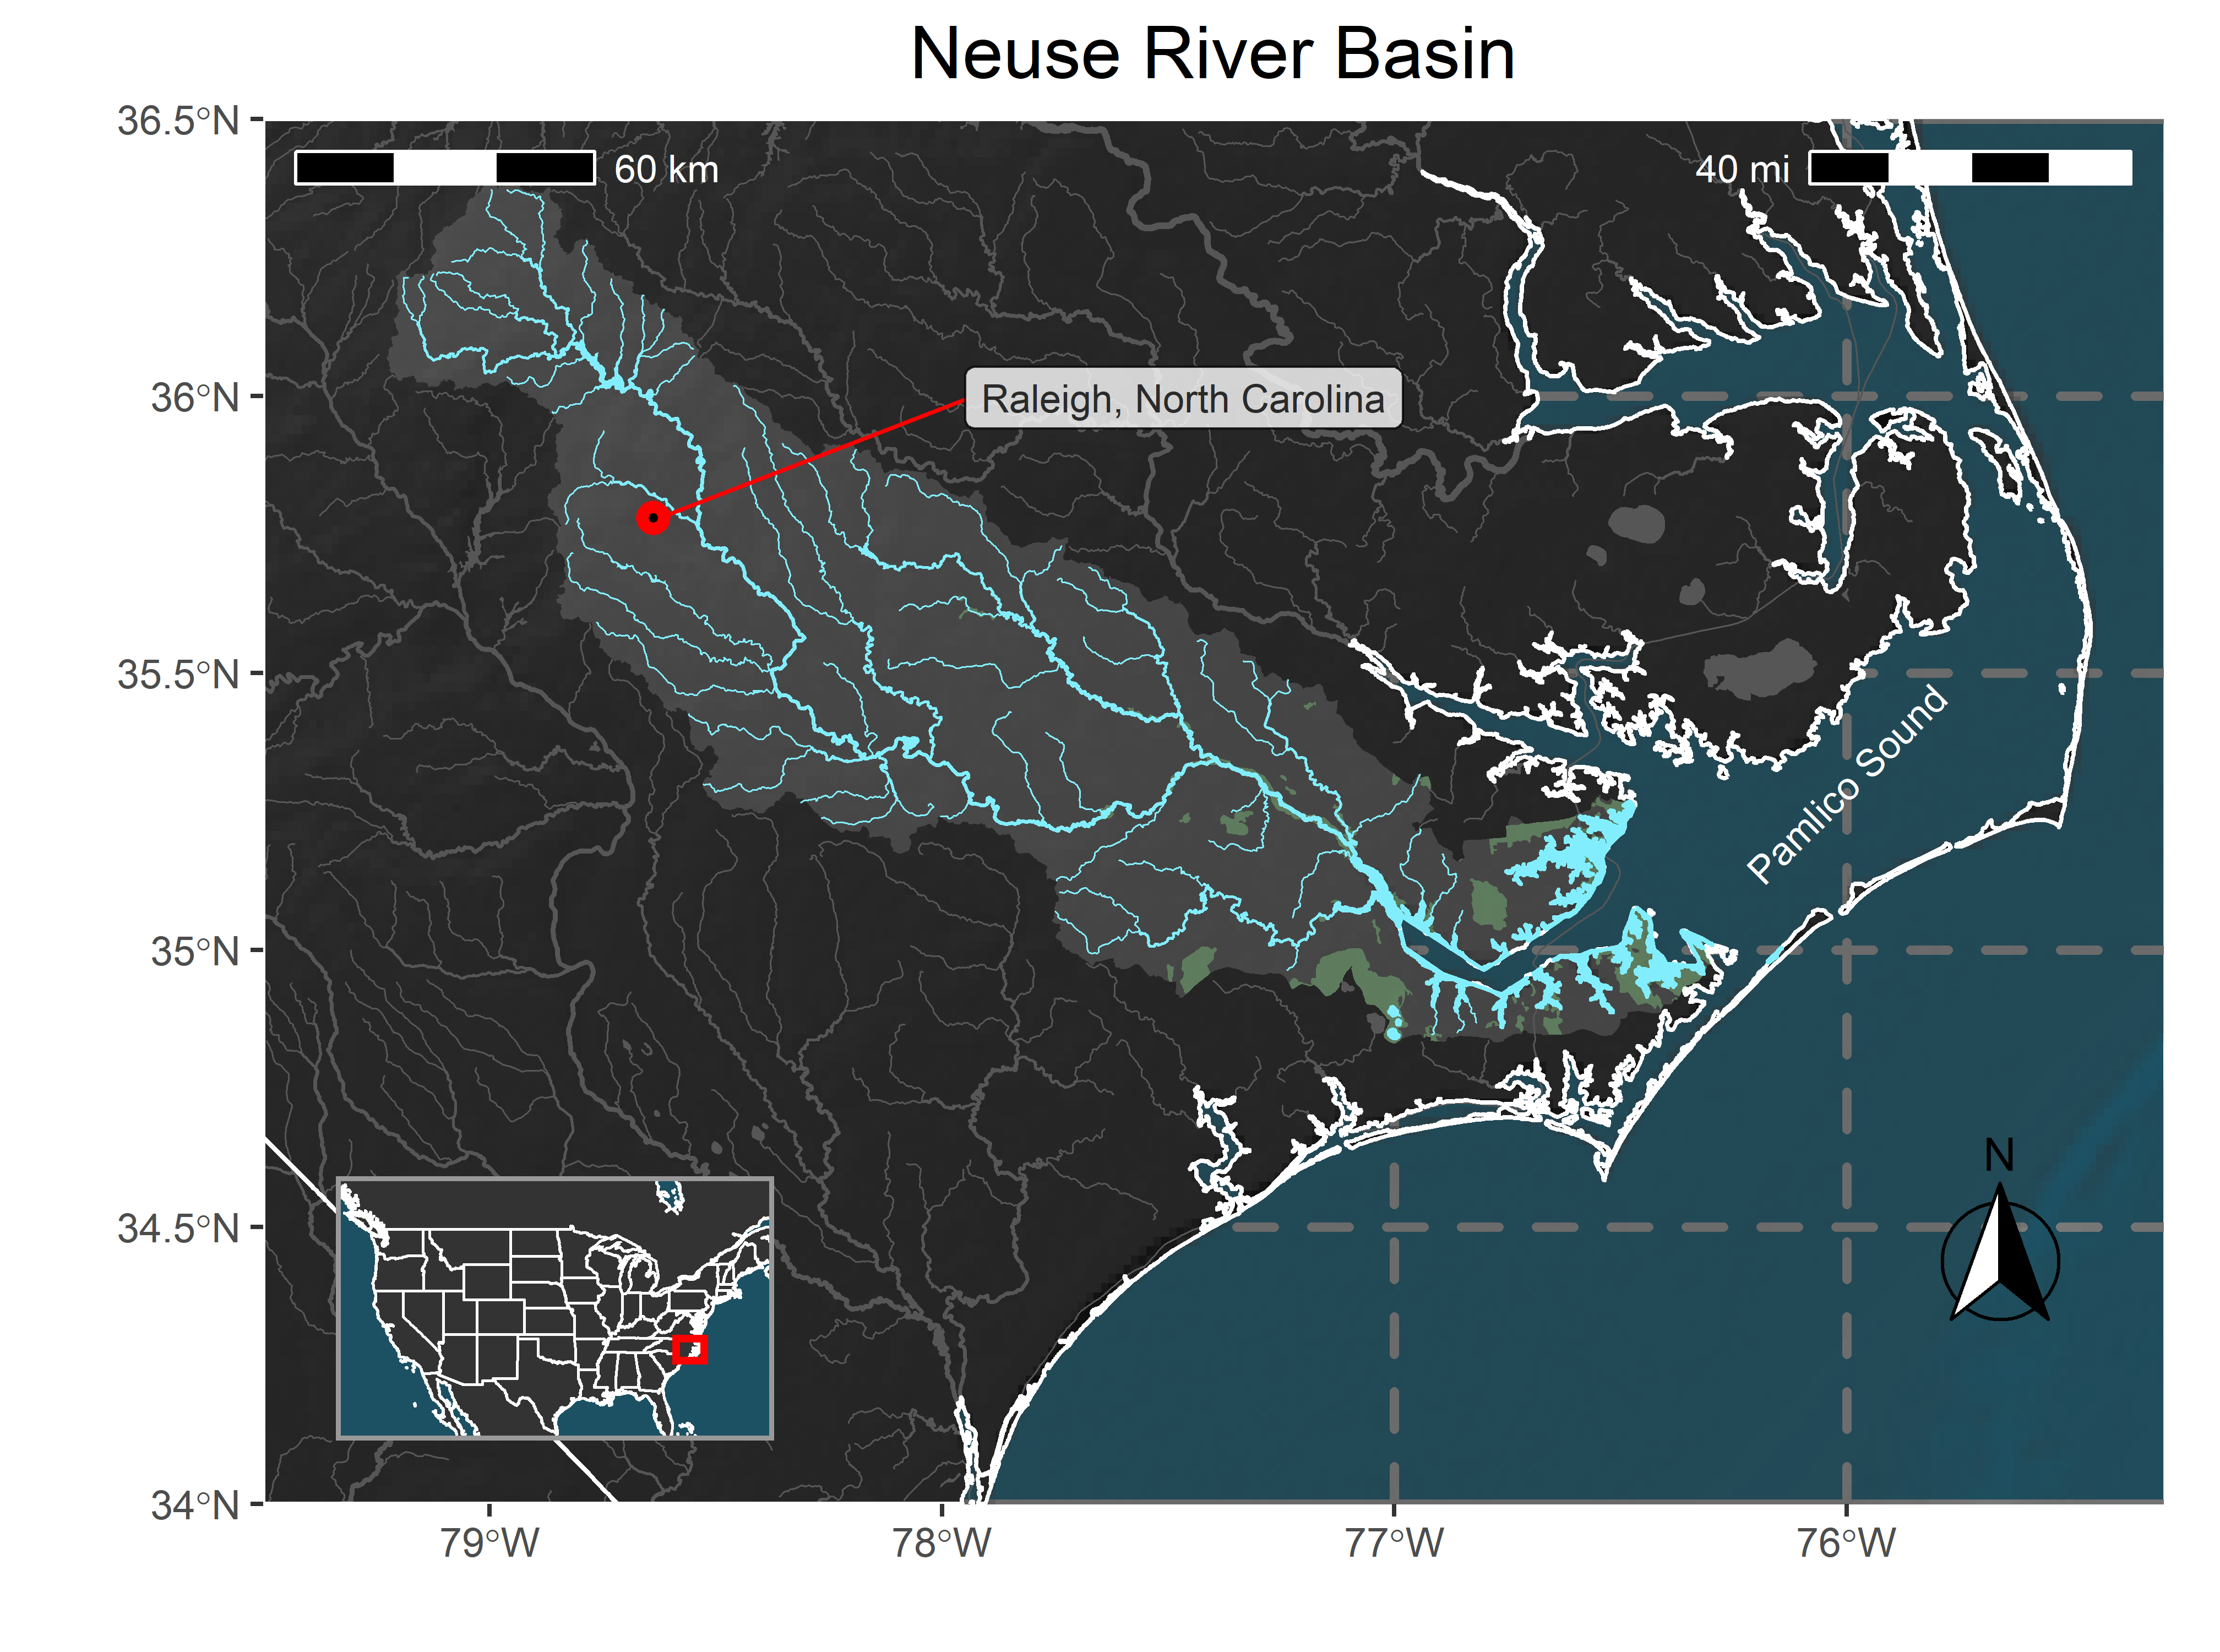 Neuse River Basin
36.5°N
36°N
35.5°N
35°N
34.5°N
34°N
60 km
40 mi
Raleigh, North Carolina
Pamlico Sound
N
79°W
78°W
77°W
76°W